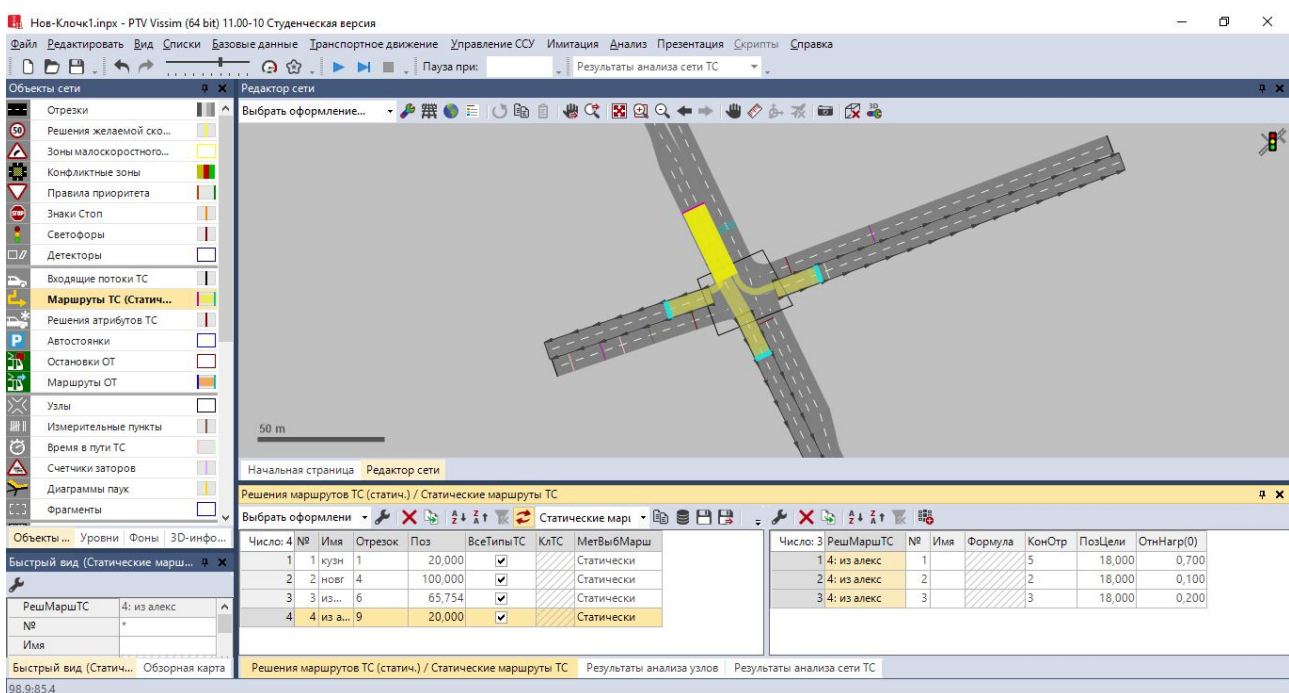 Нов-Клочк1.inpx - PTV Vissim (64 bit) 11.00-10 Студенческая версия
Файл Редактировать Вид Списки Базовые данные Транспортное движение Управление ССУ Имитация Анализ Презентация Скрипты Справка
Пауза при: Результаты анализа сети ТС
Объекты сети
Отрезки
Решения желаемой ско...
Зоны малоскоростного...
Конфликтные зоны
Правила приоритета
Знаки Стоп
Светофоры
Детекторы
Входящие потоки ТС
Маршруты ТС (Статич...
Решения атрибутов ТС
Автостоянки
Остановки ОТ
Маршруты ОТ
Узлы
Измерительные пункты
Время в пути ТС
Счетчики заторов
Диаграммы паук
Фрагменты
Объекты ... Уровни Фоны 3D-инфо...
Быстрый вид (Статические марш...
РешМаршТС 4: из алекс
№ *
Имя
Быстрый вид (Статич... Обзорная карта
98,9:85,4
Редактор сети
Выбрать оформление...
50 m
Начальная страница Редактор сети
Решения маршрутов ТС (статич.) / Статические маршруты ТС
Выбрать оформлени Статические марı
Число: 4 № Имя Отрезок Поз ВсеТипыТС КлТС МетВыбМарш
1 1 кузн 1 20,000 Статически
2 2 новг 4 100,000 Статически
3 3 из... 6 65,754 Статически
4 4 из а... 9 20,000 Статически
Число: 3 РешМаршТС № Имя Формула КонОтр ПозЦели ОтнНагр(0)
1 4: из алекс 1 5 18,000 0,700
2 4: из алекс 2 2 18,000 0,100
3 4: из алекс 3 3 18,000 0,200
Решения маршрутов ТС (статич.) / Статические маршруты ТС Результаты анализа узлов Результаты анализа сети ТС